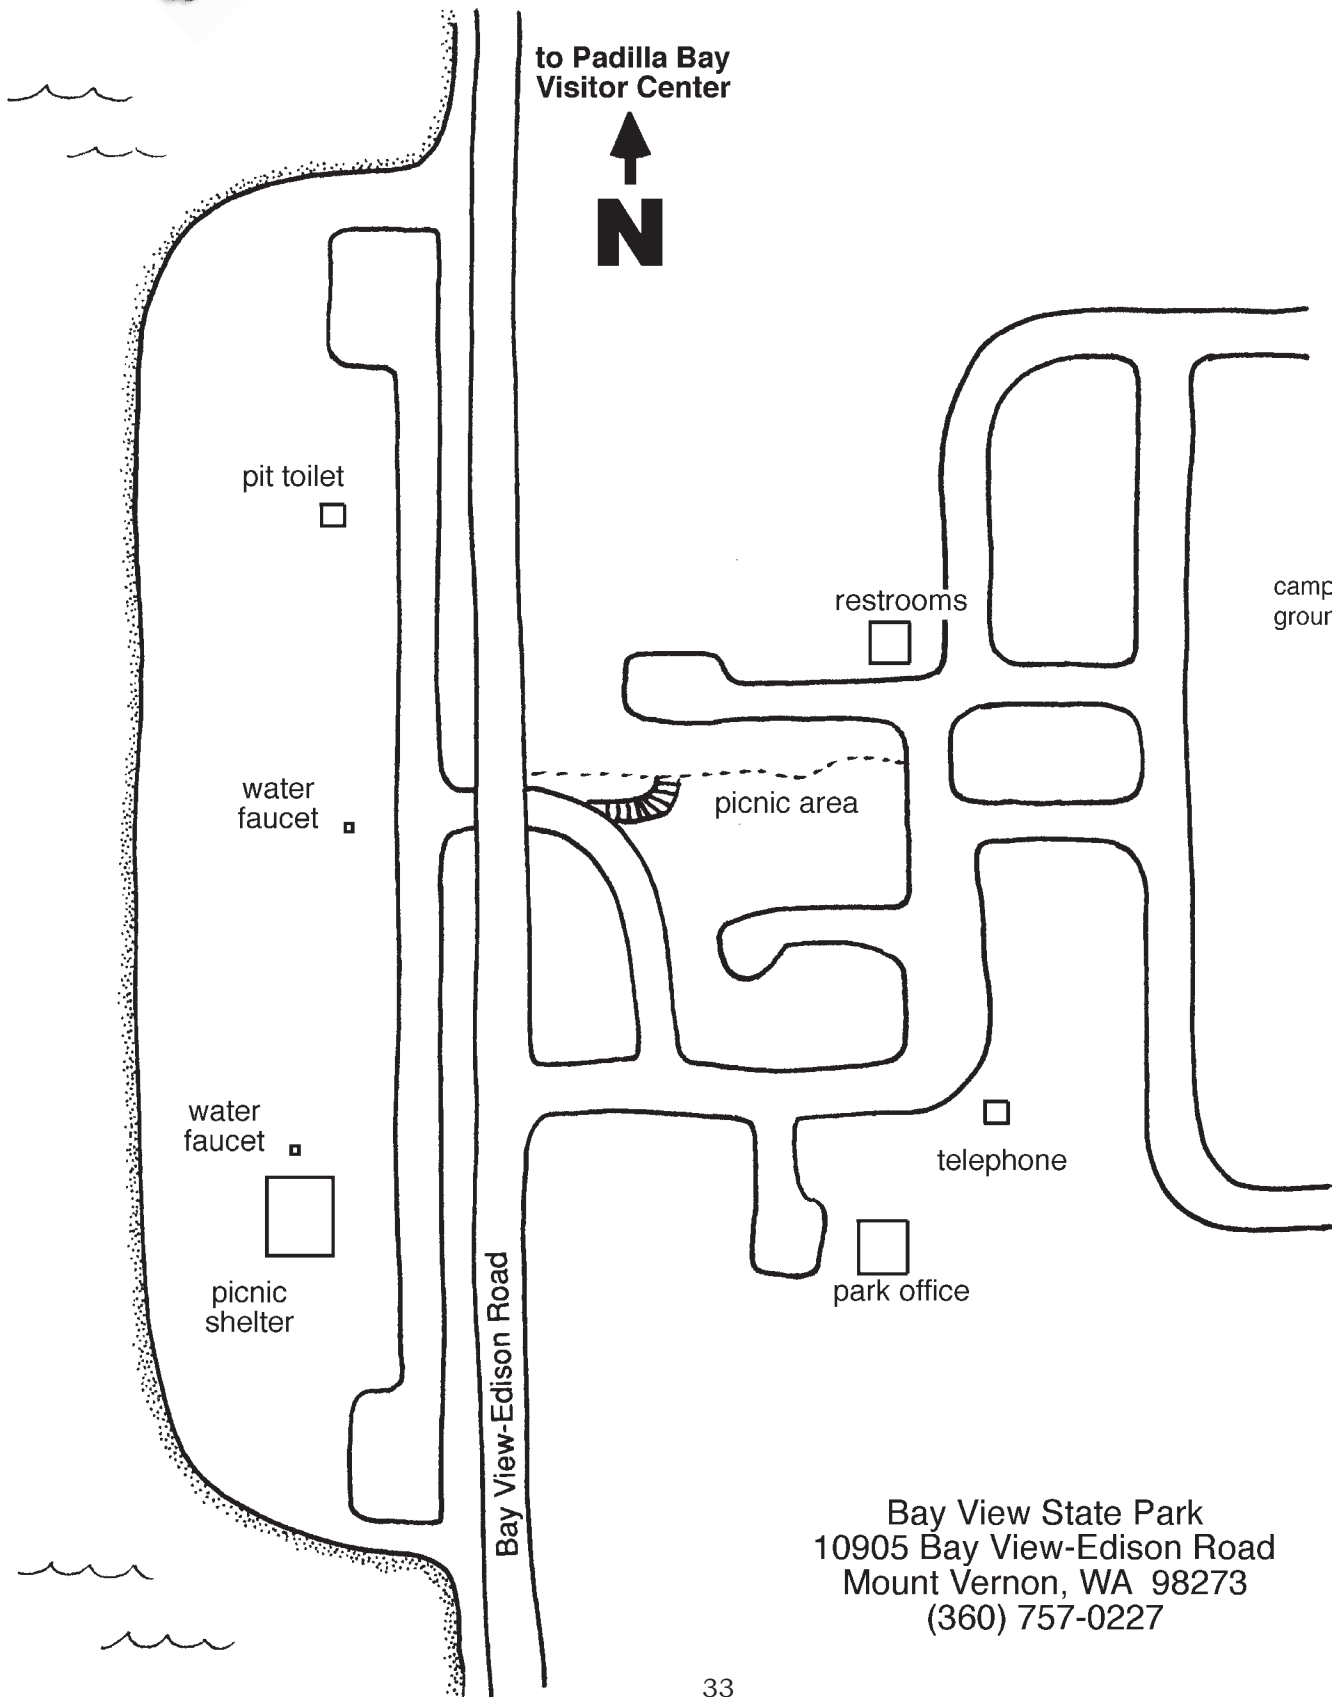 to Padilla Bay
Visitor Center
N
pit toilet
restrooms
camp
groun
water
faucet
picnic area
water
faucet
telephone
picnic
shelter
park office
Bay View-Edison Road
Bay View State Park
10905 Bay View-Edison Road
Mount Vernon, WA 98273
(360) 757-0227
33